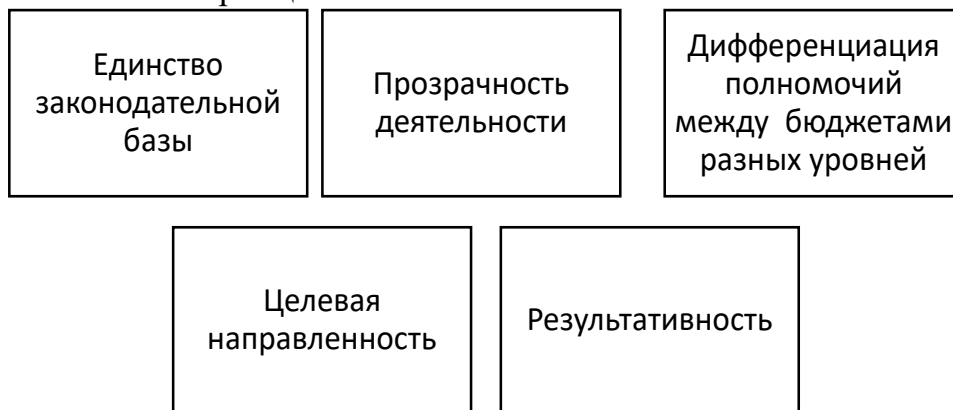 Единство
законодательной
базы
Прозрачность
деятельности
Дифференциация
полномочий
между бюджетами
разных уровней
Целевая
направленность
Результативность